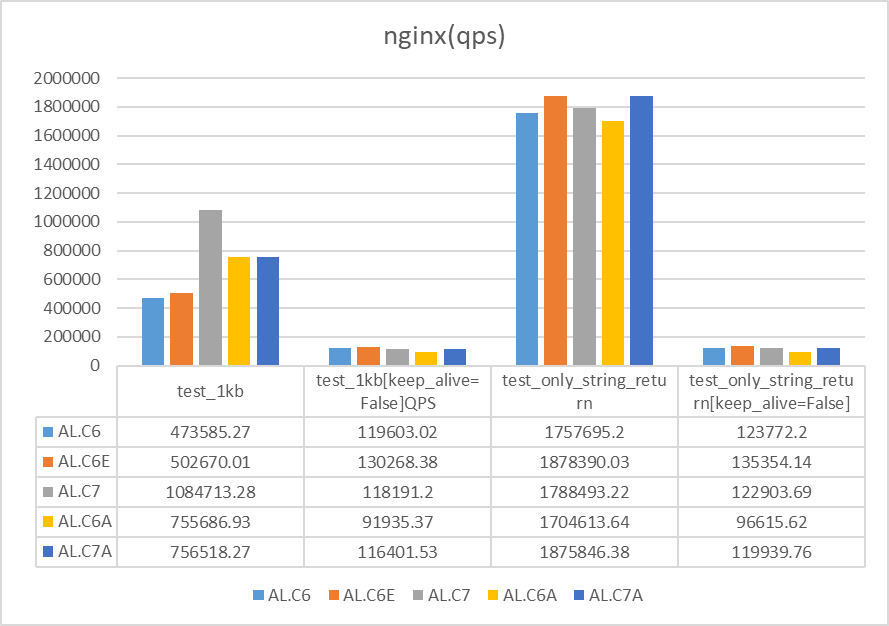 nginx(qps)
2000000
1800000
1600000
1400000
1200000
1000000
800000
600000
400000
200000
0
test_1kb
test_1kb[keep_alive=
False]QPS
test_only_string_retu
rn
test_only_string_retu
rn[keep_alive=False]
AL.C6 473585.27 119603.02 1757695.2 123772.2
AL.C6E 502670.01 130268.38 1878390.03 135354.14
AL.C7 1084713.28 118191.2 1788493.22 122903.69
AL.C6A 755686.93 91935.37 1704613.64 96615.62
AL.C7A 756518.27 116401.53 1875846.38 119939.76
AL.C6 AL.C6E AL.C7 AL.C6A AL.C7A